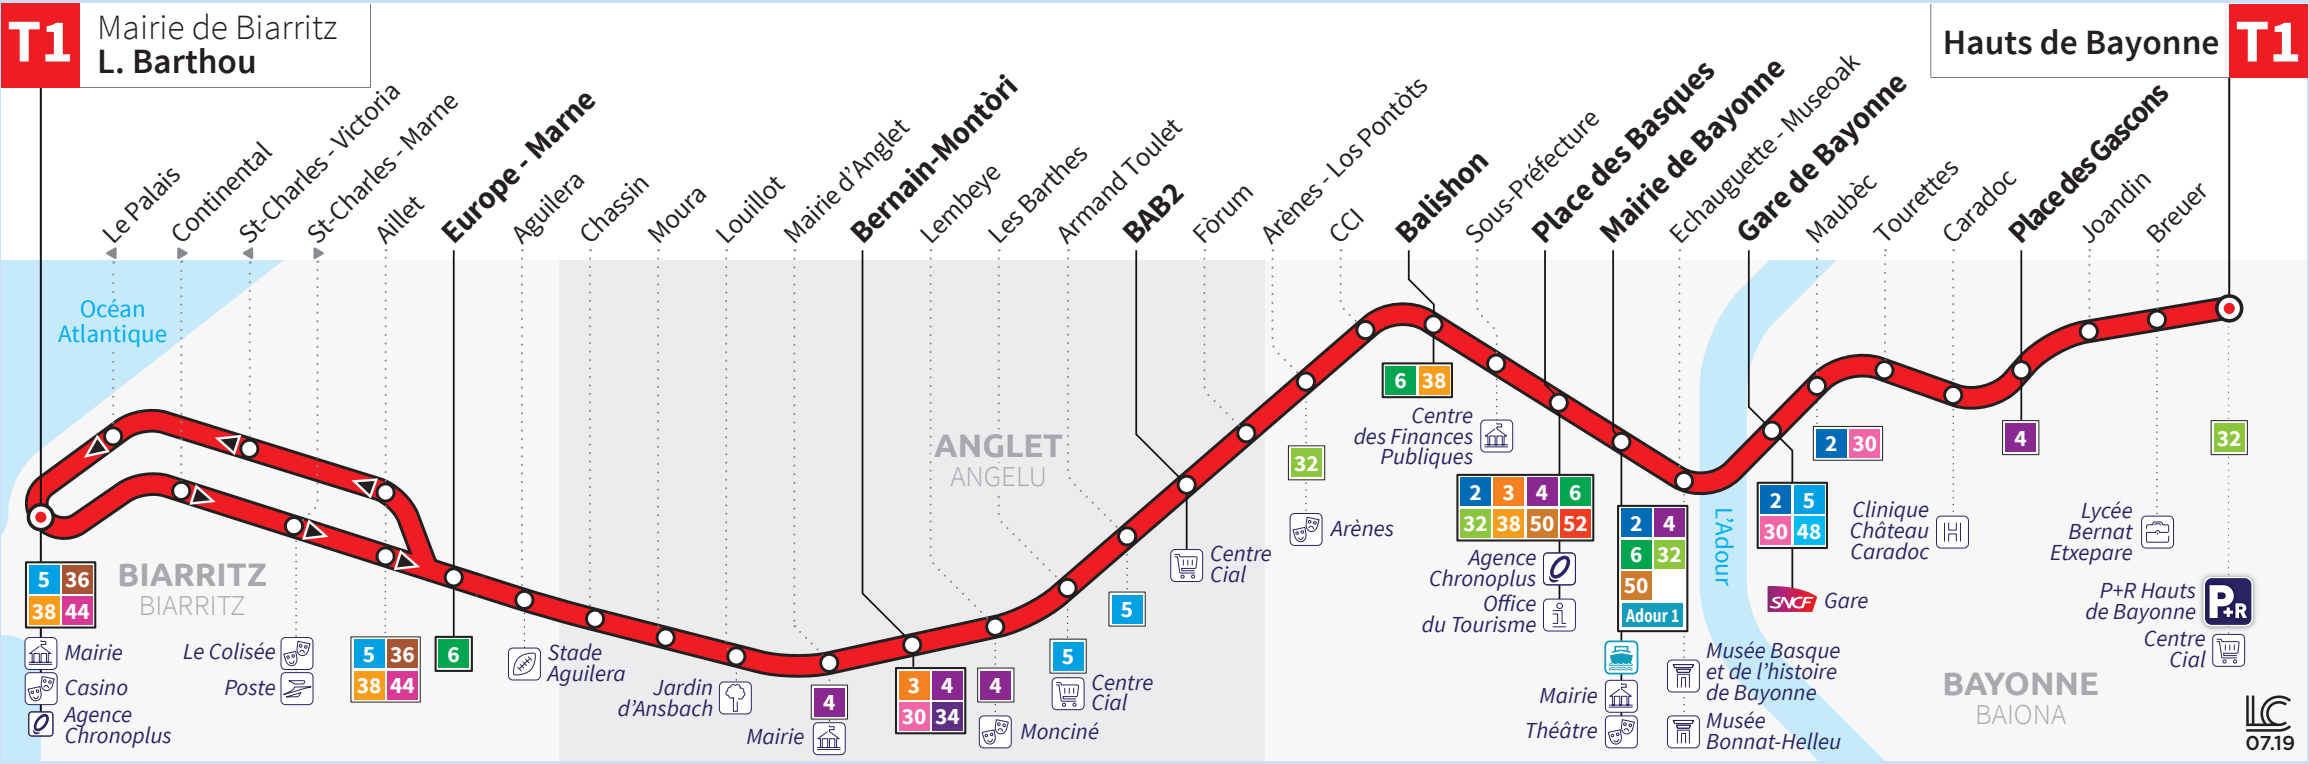 T1
Mairie de Biarritz
L. Barthou
Hauts de Bayonne
T1
Le Palais
Continental
St-Charles - Victoria
St-Charles - Marne
Aillet
Europe - Marne
Aguilera
Chassin
Moura
Louillot
Mairie d'Anglet
Bernain-Montòri
Lembeye
Les Barthes
Armand Toulet
BAB2
Fòrum
Arènes - Los Pontòts
CCI
Balishon
Sous-Préfecture
Place des Basques
Mairie de Bayonne
Echauguette - Museoak
Gare de Bayonne
Maubèc
Tourettes
Caradoc
Place des Gascons
Joandin
Breuer
Océan
Atlantique
BIARRITZ
BIARRITZ
5 36
38 44
Mairie
Casino
Agence
Chronoplus
Le Colisée
Poste
5 36
38 44
6
Stade
Aguilera
Jardin
d'Ansbach
4
Mairie
3 4
30 34
4
Monciné
ANGLET
ANGELU
5
Centre
Cial
5
Centre
Cial
32
Arènes
6 38
Centre
des Finances
Publiques
2 3 4 6
32 38 50 52
Agence
Chronoplus
Office
du Tourisme
i
2 4
6 32
50
Adour 1
Mairie
Théâtre
Musée Basque
et de l'histoire
de Bayonne
Musée
Bonnat-Helleu
L'Adour
2 5
30 48
SNCF Gare
2 30
Clinique
Château
Caradoc
H
4
Lycée
Bernat
Etxepare
32
P+R Hauts
de Bayonne
P+R
Centre
Cial
BAYONNE
BAIONA
LC
07.19